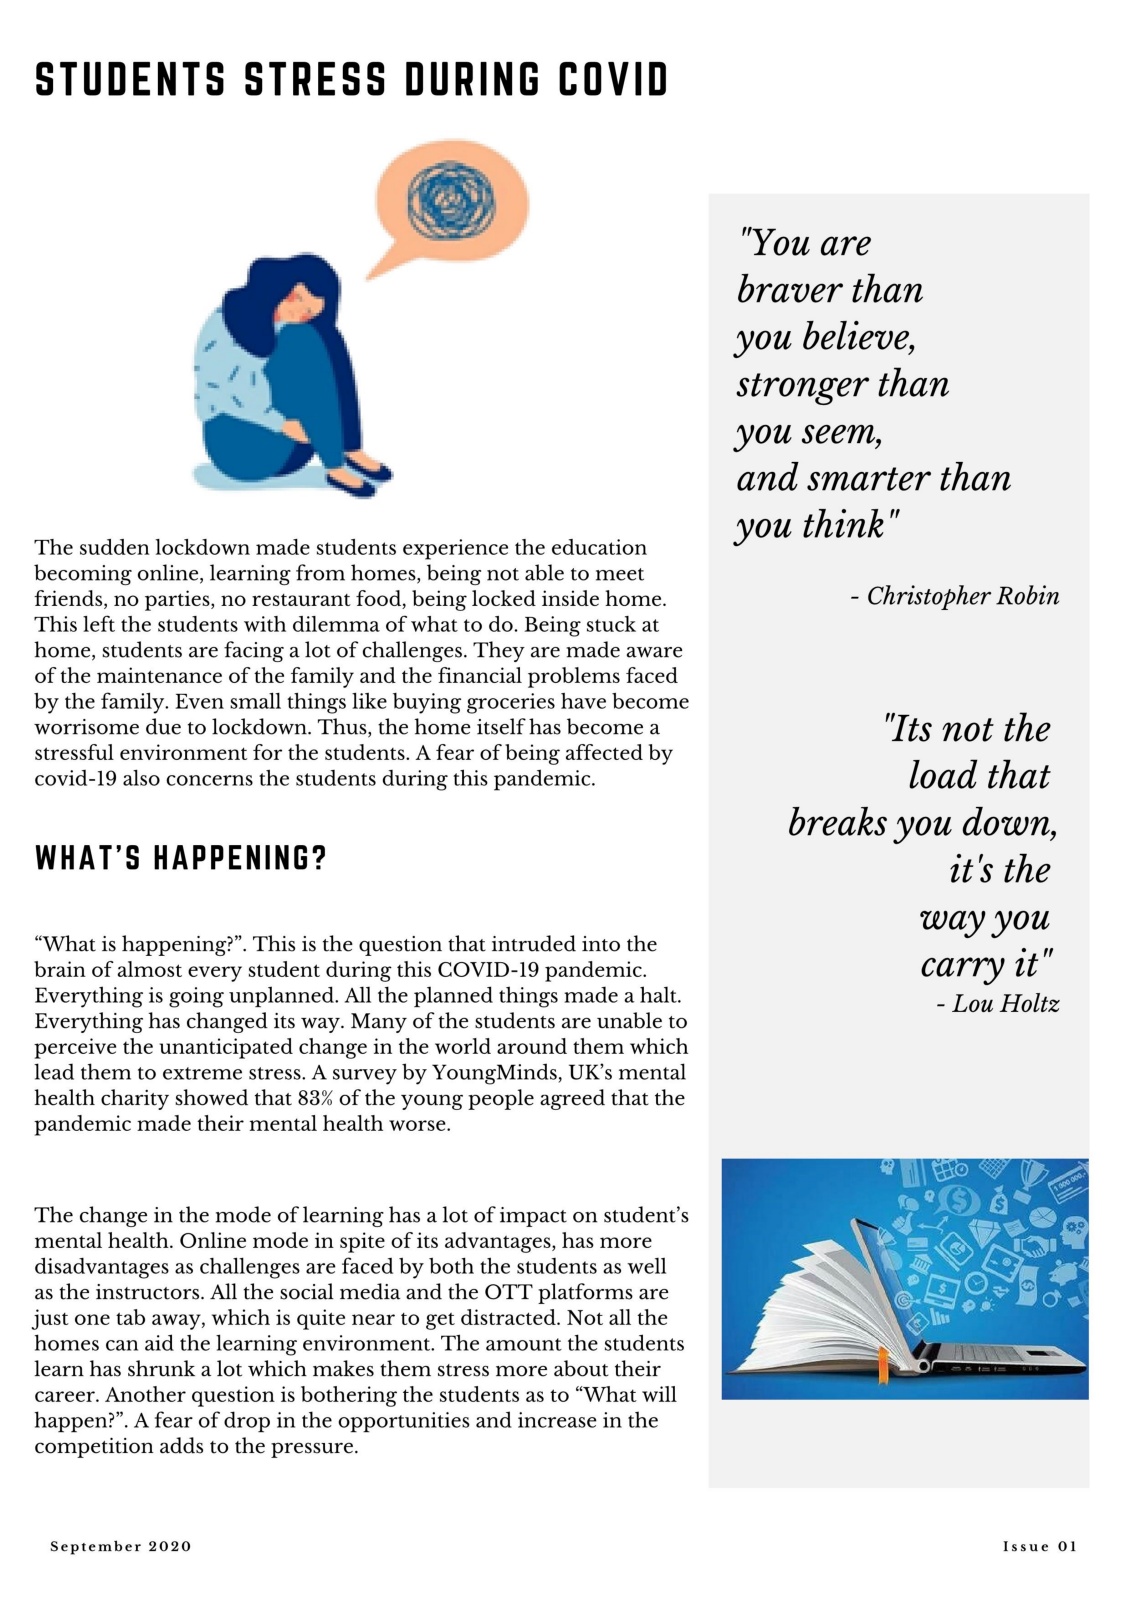 STUDENTS STRESS DURING COVID
The sudden lockdown made students experience the education
becoming online, learning from homes, being not able to meet
friends, no parties, no restaurant food, being locked inside home.
This left the students with dilemma of what to do. Being stuck at
home, students are facing a lot of challenges. They are made aware
of the maintenance of the family and the financial problems faced
by the family. Even small things like buying groceries have become
worrisome due to lockdown. Thus, the home itself has become a
stressful environment for the students. A fear of being affected by
covid-19 also concerns the students during this pandemic.
WHAT'S HAPPENING?
“What is happening?”. This is the question that intruded into the
brain of almost every student during this COVID-19 pandemic.
Everything is going unplanned. All the planned things made a halt.
Everything has changed its way. Many of the students are unable to
perceive the unanticipated change in the world around them which
lead them to extreme stress. A survey by YoungMinds, UK’s mental
health charity showed that 83% of the young people agreed that the
pandemic made their mental health worse.
The change in the mode of learning has a lot of impact on student’s
mental health. Online mode in spite of its advantages, has more
disadvantages as challenges are faced by both the students as well
as the instructors. All the social media and the OTT platforms are
just one tab away, which is quite near to get distracted. Not all the
homes can aid the learning environment. The amount the students
learn has shrunk a lot which makes them stress more about their
career. Another question is bothering the students as to “What will
happen?”. A fear of drop in the opportunities and increase in the
competition adds to the pressure.
"You are
braver than
you believe,
stronger than
you seem,
and smarter than
you think"
- Christopher Robin
"Its not the
load that
breaks you down,
it's the
way you
carry it"
- Lou Holtz
1 000 000,
September 2020
Issue 01